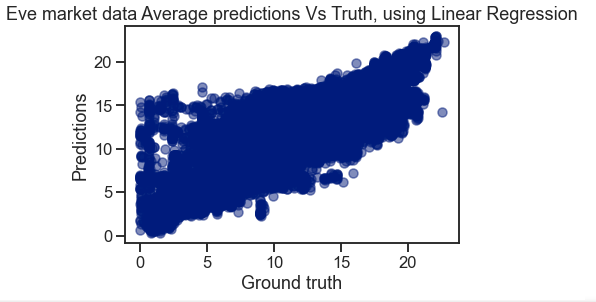 Eve market data Average predictions Vs Truth, using Linear Regression
20
15
10
5
0
Predictions
0 5 10 15 20
Ground truth